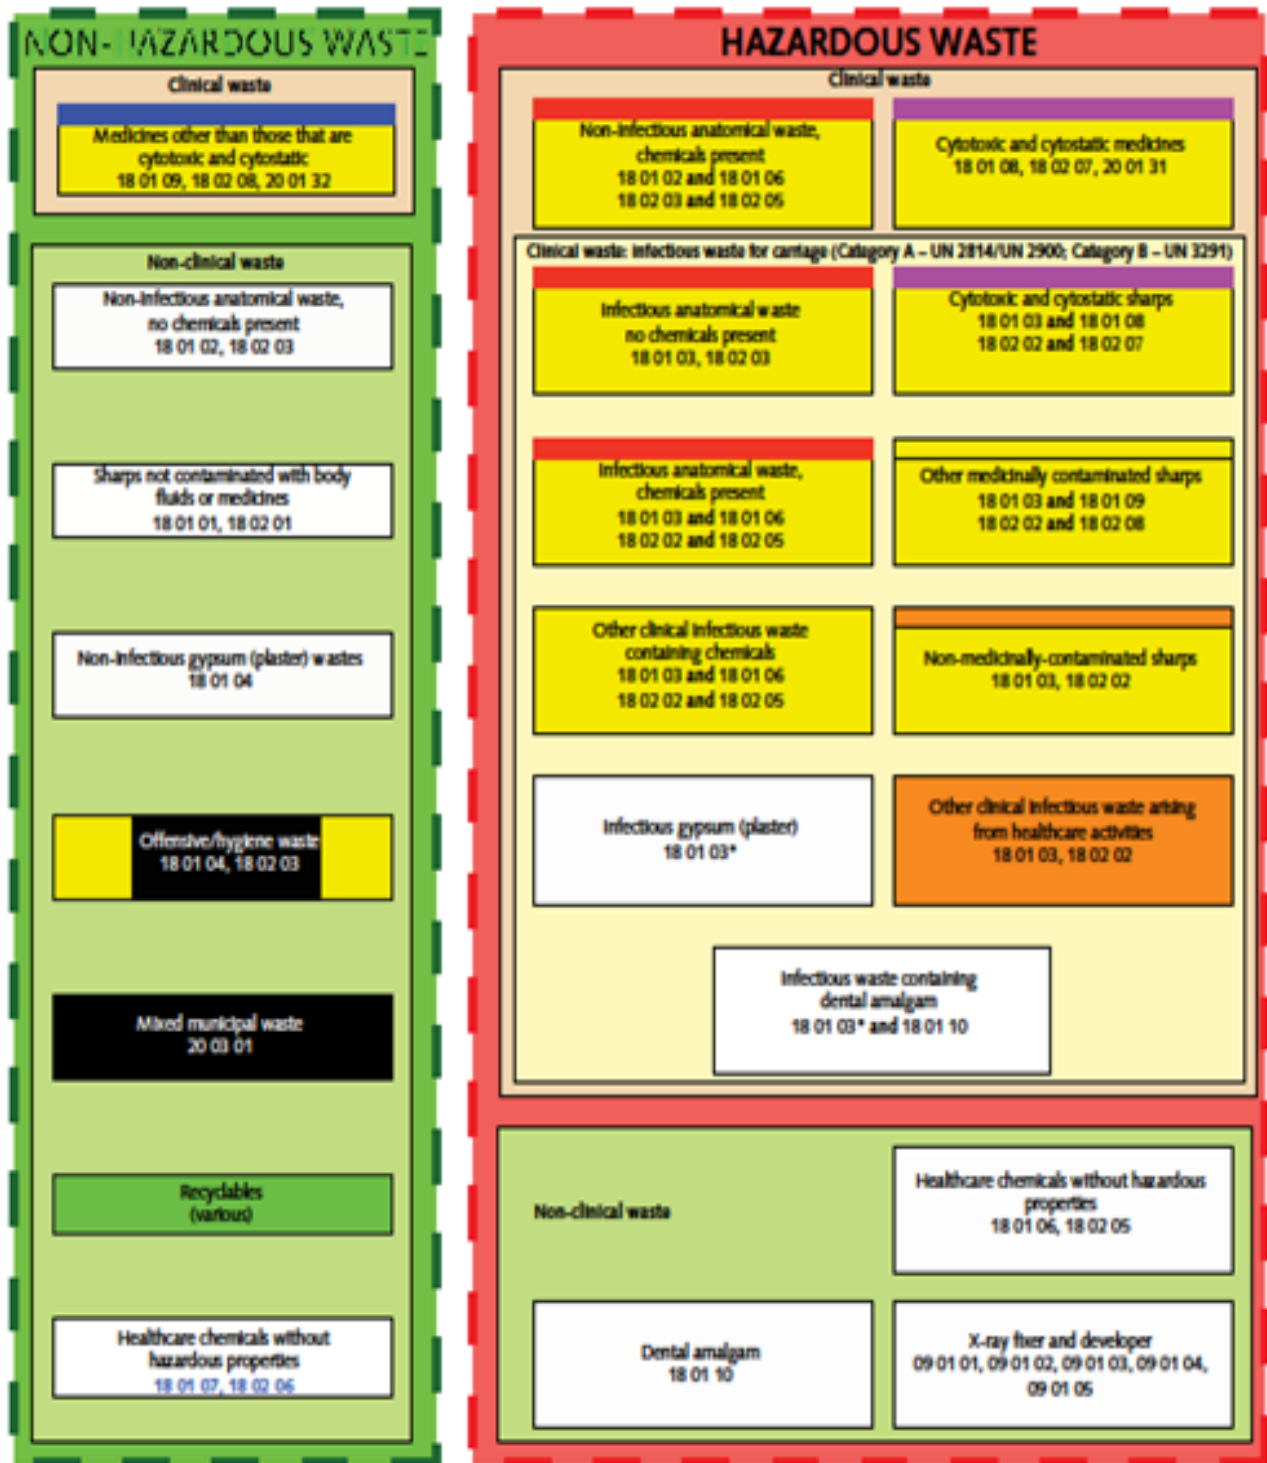 NON-HAZARDOUS WASTE
Clinical waste
Medicines other than those that are
cytotoxic and cytostatic
18 01 09, 18 02 08, 20 01 32
Non-clinical waste
Non-infectious anatomical waste,
no chemicals present
18 01 02, 18 02 03
Sharps not contaminated with body
fluids or medicines
18 01 01, 18 02 01
Non-infectious gypsum (plaster) wastes
18 01 04
Offensive/hygiene waste
18 01 04, 18 02 03
Mixed municipal waste
20 03 01
Recyclables
(various)
Healthcare chemicals without
hazardous properties
18 01 07, 18 02 06
HAZARDOUS WASTE
Clinical waste
Non-infectious anatomical waste,
chemicals present
18 01 02 and 18 01 06
18 02 03 and 18 02 05
Cytotoxic and cytostatic medicines
18 01 08, 18 02 07, 20 01 31
Clinical waste: infectious waste for carriage (Category A – UN 2814/UN 2900; Category B – UN 3291)
Infectious anatomical waste
no chemicals present
18 01 03, 18 02 03
Cytotoxic and cytostatic sharps
18 01 03 and 18 01 08
18 02 02 and 18 02 07
Infectious anatomical waste,
chemicals present
18 01 03 and 18 01 06
18 02 02 and 18 02 05
Other medicinally contaminated sharps
18 01 03 and 18 01 09
18 02 02 and 18 02 08
Other clinical infectious waste
containing chemicals
18 01 03 and 18 01 06
18 02 02 and 18 02 05
Non-medicinally-contaminated sharps
18 01 03, 18 02 02
Infectious gypsum (plaster)
18 01 03*
Other clinical infectious waste arising
from healthcare activities
18 01 03, 18 02 02
Infectious waste containing
dental amalgam
18 01 03* and 18 01 10
Non-clinical waste
Healthcare chemicals without hazardous
properties
18 01 06, 18 02 05
Dental amalgam
18 01 10
X-ray fixer and developer
09 01 01, 09 01 02, 09 01 03, 09 01 04,
09 01 05